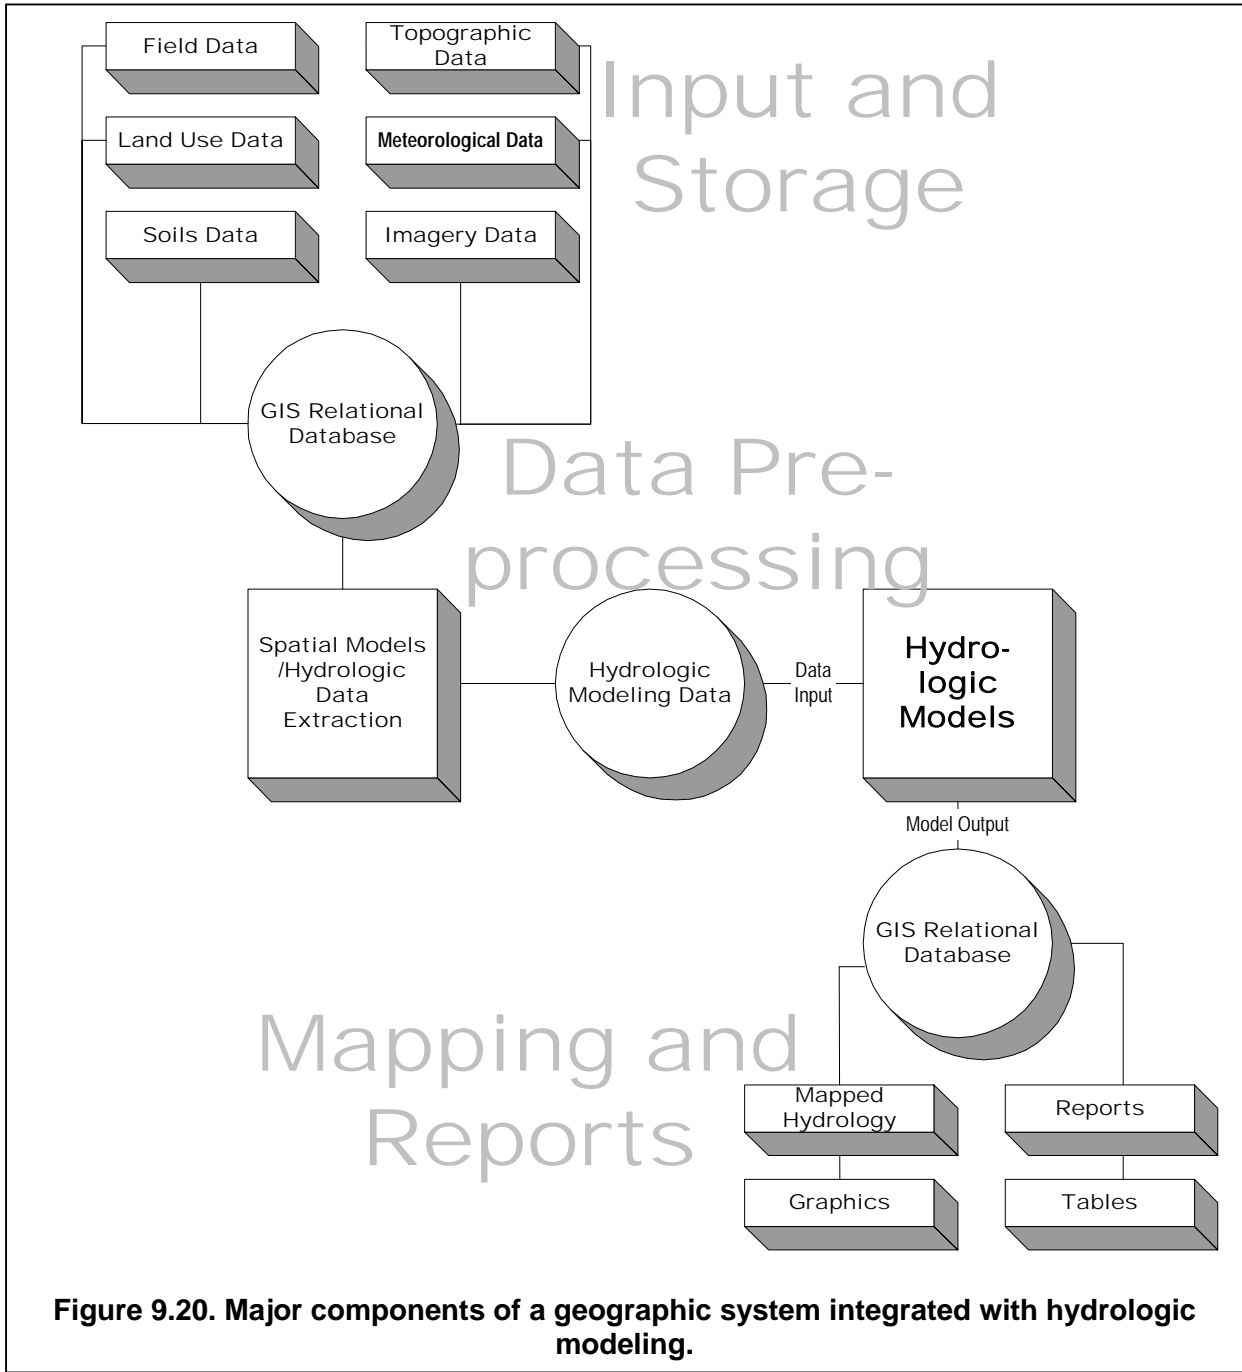 Field Data
Topographic
Data
Input and
Storage
Land Use Data
Meteorological Data
Soils Data
Imagery Data
GIS Relational
Database
Data Pre-
processing
Spatial Models
/Hydrologic
Data
Extraction
Hydrologic
Modeling Data
Data
Input
Hydro-
logic
Models
Model Output
GIS Relational
Database
Mapping and
Reports
Mapped
Hydrology
Reports
Graphics
Tables
Figure 9.20. Major components of a geographic system integrated with hydrologic
modeling.